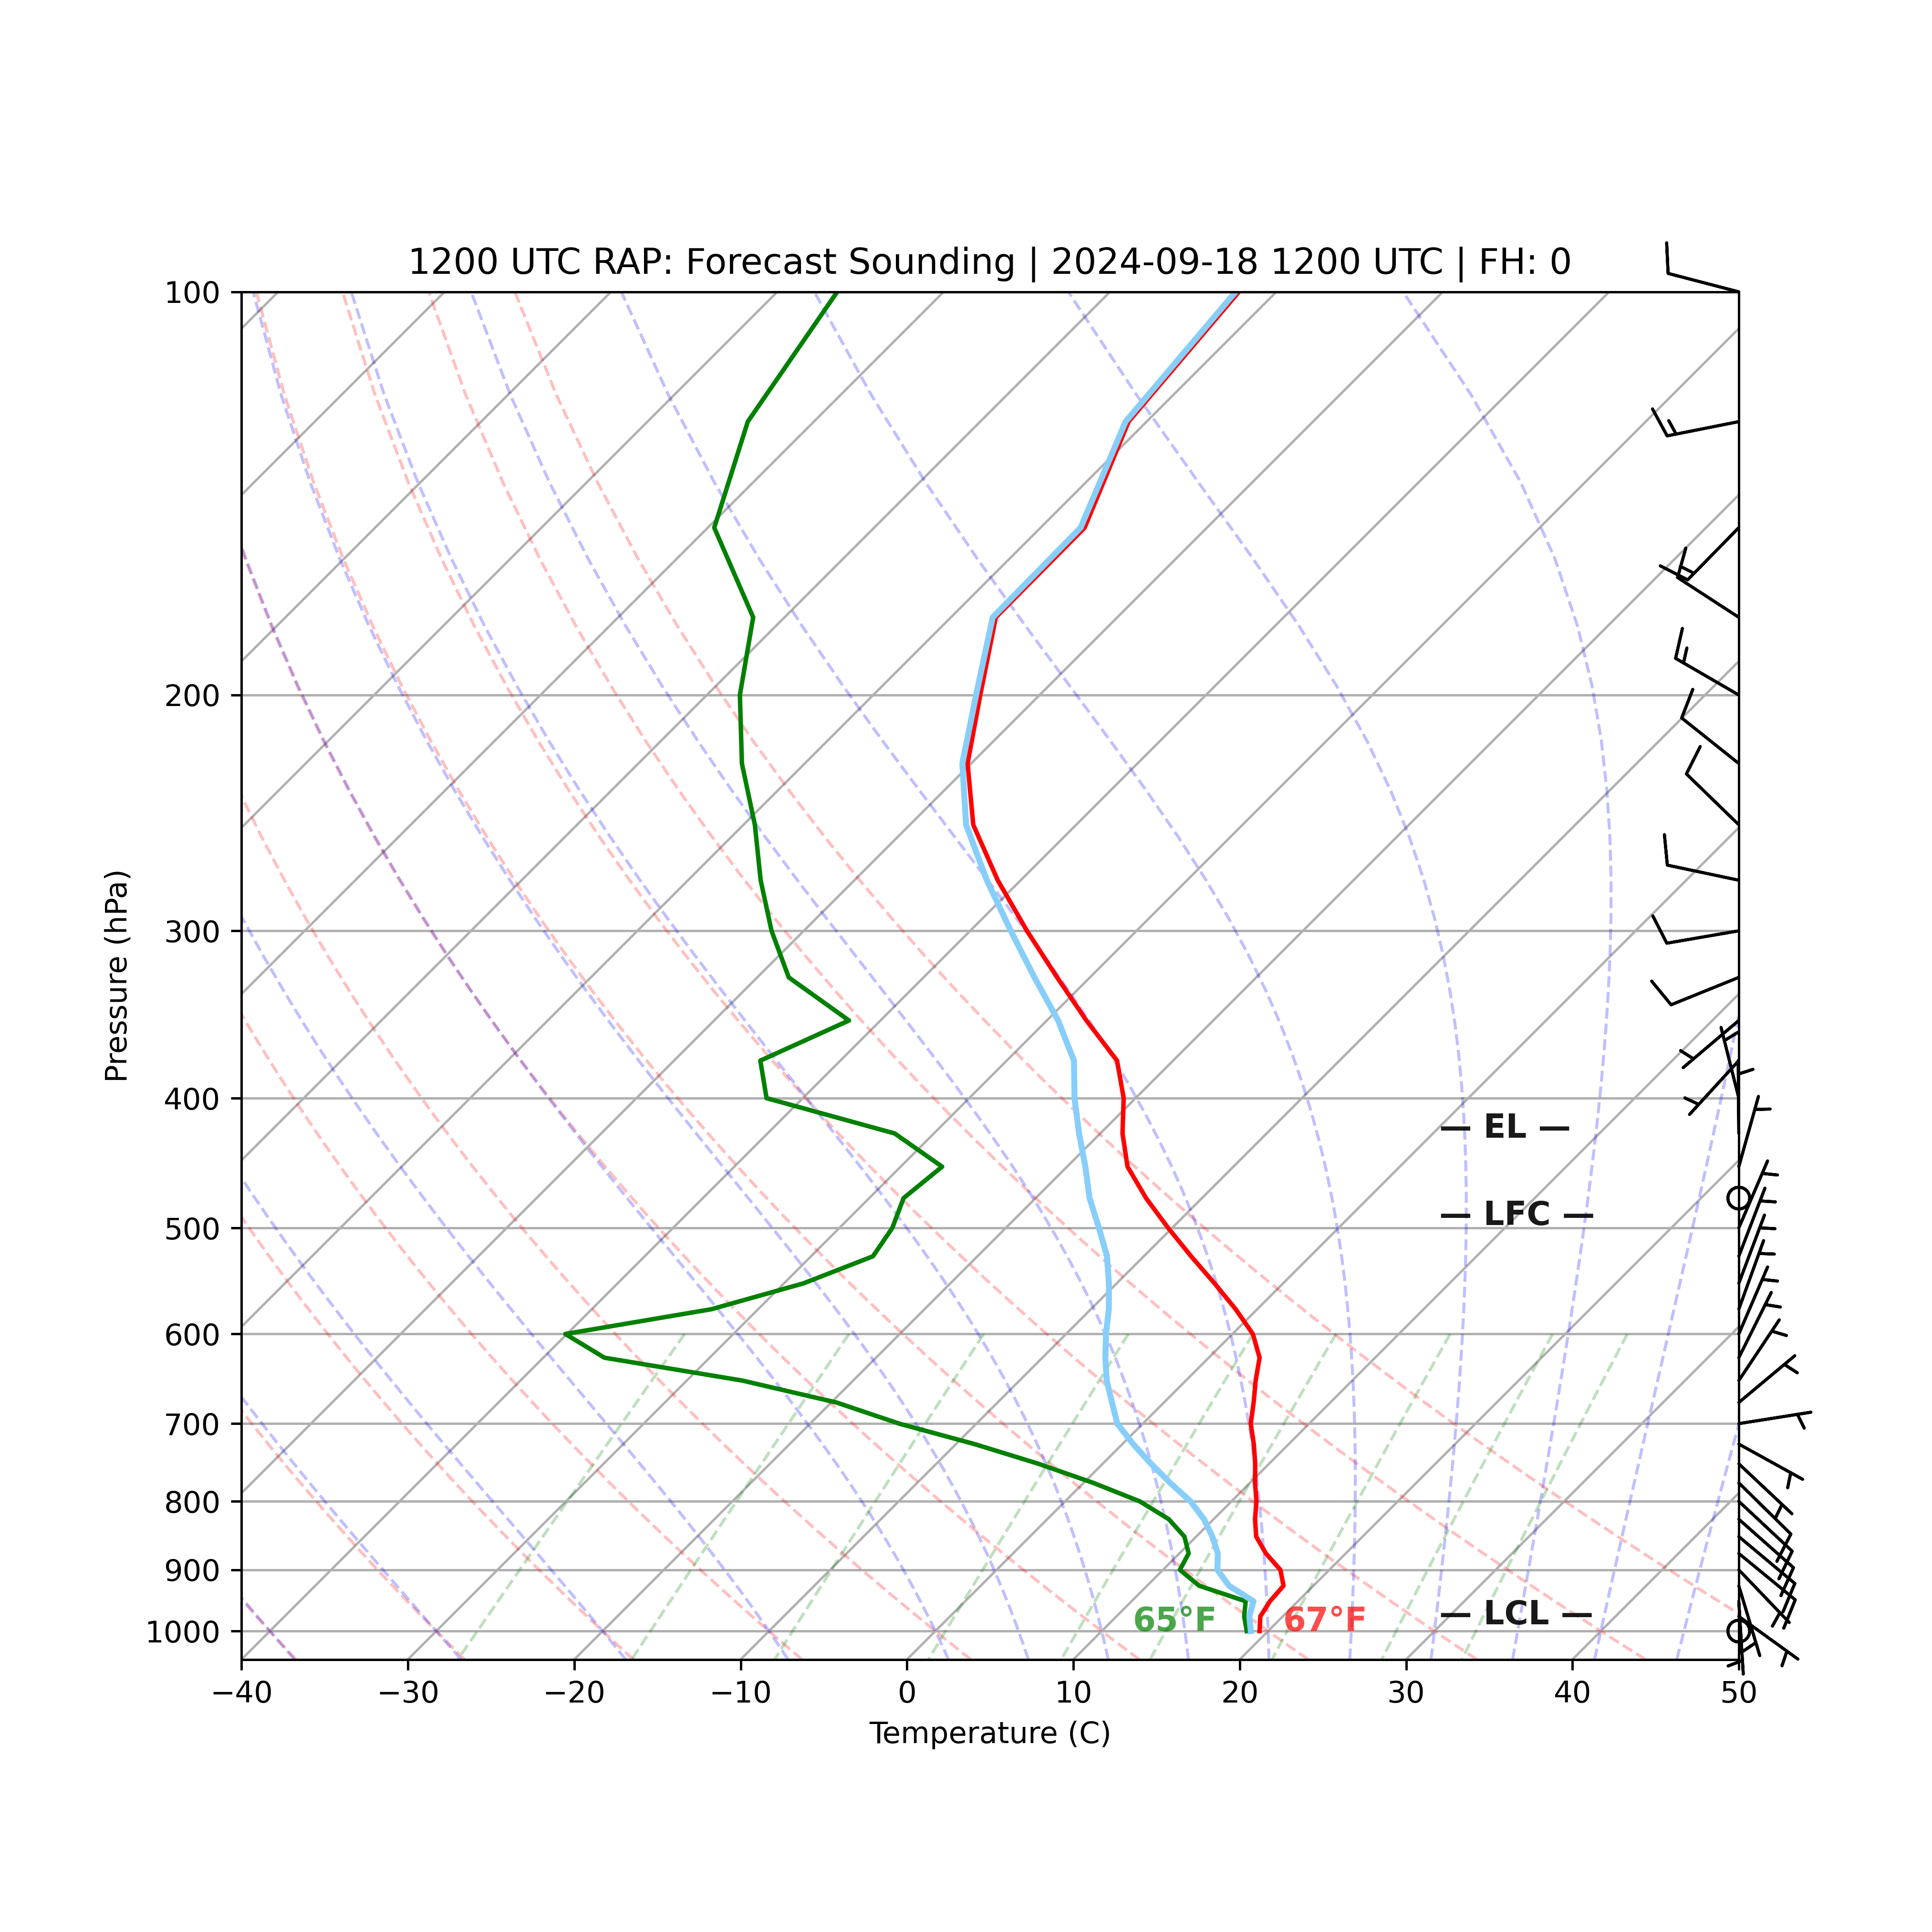 1200 UTC RAP: Forecast Sounding | 2024-09-18 1200 UTC | FH: 0
100
200
300
Pressure (hPa)
400
— EL —
500
— LFC —
600
700
800
900
65°F 67°F — LCL —
1000
−40 −30 −20 −10 0 10 20 30 40 50
Temperature (C)